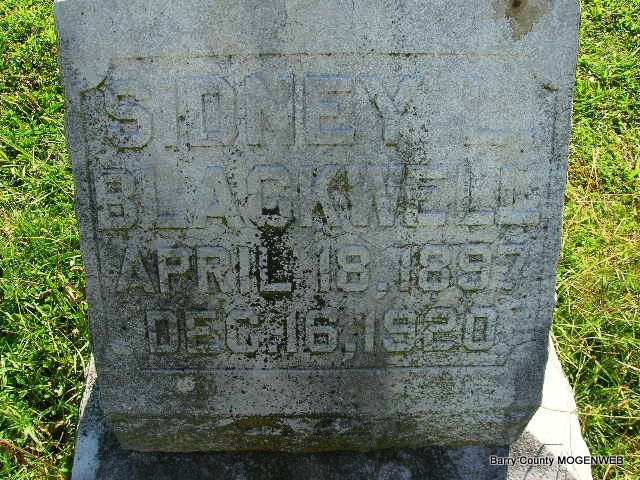 SIDNEY L.
BLACKWELL
APRIL 18, 1897
DEC. 16, 1920
Barry County MOGENWEB